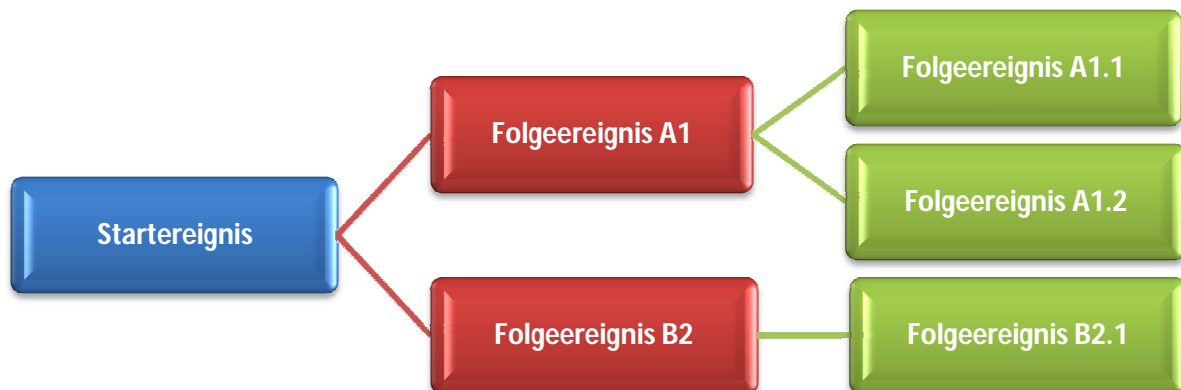 Startereignis
Folgeereignis A1
Folgeereignis B2
Folgeereignis A1.1
Folgeereignis A1.2
Folgeereignis B2.1